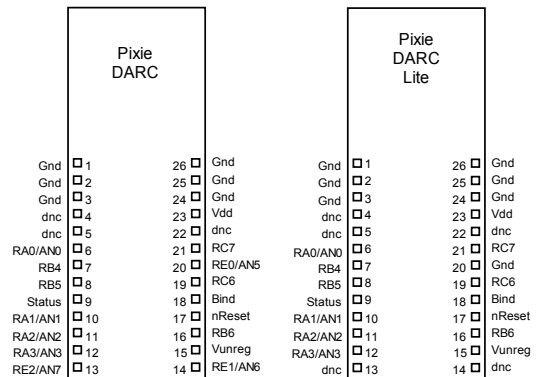 Pixie
DARC
Gnd 1 26 Gnd
Gnd 2 25 Gnd
Gnd 3 24 Gnd
dnc 4 23 Vdd
dnc 5 22 dnc
RA0/AN0 6 21 RC7
RB4 7 20 RE0/AN5
RB5 8 19 RC6
Status 9 18 Bind
RA1/AN1 10 17 nReset
RA2/AN2 11 16 RB6
RA3/AN3 12 15 Vunreg
RE2/AN7 13 14 RE1/AN6
Pixie
DARC
Lite
Gnd 1 26 Gnd
Gnd 2 25 Gnd
Gnd 3 24 Gnd
dnc 4 23 Vdd
dnc 5 22 dnc
RA0/AN0 6 21 RC7
RB4 7 20 Gnd
RB5 8 19 RC6
Status 9 18 Bind
RA1/AN1 10 17 nReset
RA2/AN2 11 16 RB6
RA3/AN3 12 15 Vunreg
dnc 13 14 dnc